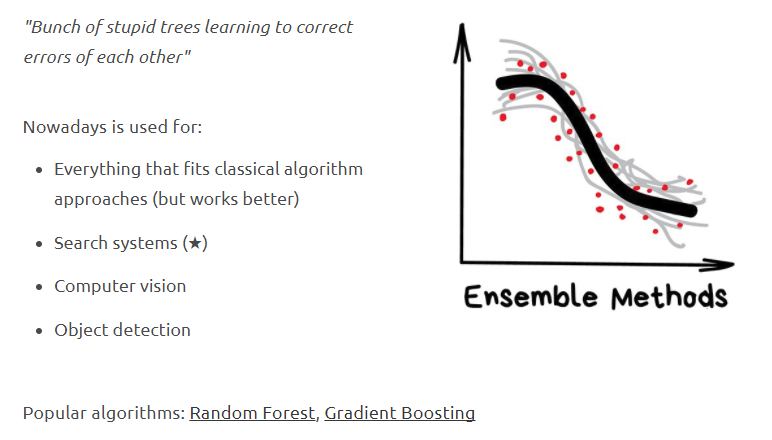 "Bunch of stupid trees learning to correct
errors of each other"
Nowadays is used for:
• Everything that fits classical algorithm
approaches (but works better)
• Search systems (★)
• Computer vision
• Object detection
Ensemble Methods
Popular algorithms: Random Forest, Gradient Boosting